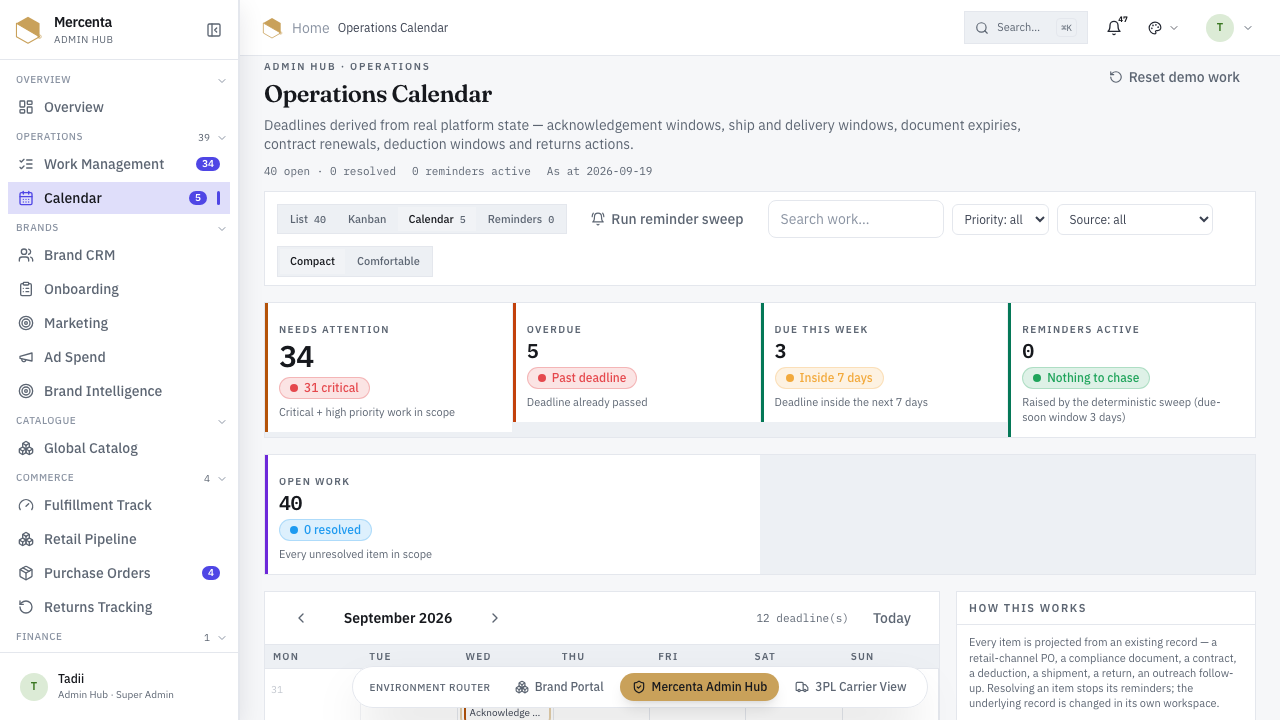 Mercenta
ADMIN HUB
OVERVIEW
Overview
OPERATIONS 39
Work Management 34
Calendar 5
BRANDS
Brand CRM
Onboarding
Marketing
Ad Spend
Brand Intelligence
CATALOGUE
Global Catalog
COMMERCE 4
Fulfillment Track
Retail Pipeline
Purchase Orders 4
Returns Tracking
FINANCE 1
T
Tadii
Admin Hub · Super Admin
Home Operations Calendar
Search... ⌘K
47
T
ADMIN HUB · OPERATIONS
Operations Calendar
Reset demo work
Deadlines derived from real platform state — acknowledgement windows, ship and delivery windows, document expiries,
contract renewals, deduction windows and returns actions.
40 open · 0 resolved 0 reminders active As at 2026-09-19
List 40 Kanban Calendar 5 Reminders 0
Run reminder sweep
Search work...
Priority: all
Source: all
Compact Comfortable
NEEDS ATTENTION
34
31 critical
Critical + high priority work in scope
OVERDUE
5
Past deadline
Deadline already passed
DUE THIS WEEK
3
Inside 7 days
Deadline inside the next 7 days
REMINDERS ACTIVE
0
Nothing to chase
Raised by the deterministic sweep (due-
soon window 3 days)
OPEN WORK
40
0 resolved
Every unresolved item in scope
September 2026
12 deadline(s)
Today
MON TUE WED THU FRI SAT SUN
31
Acknowledge ...
HOW THIS WORKS
Every item is projected from an existing record — a
retail-channel PO, a compliance document, a contract,
a deduction, a shipment, a return, an outreach follow-
up. Resolving an item stops its reminders; the
underlying record is changed in its own workspace.
ENVIRONMENT ROUTER
Brand Portal
Mercenta Admin Hub
3PL Carrier View